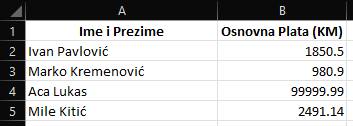 A B
1 Ime i Prezime Osnovna Plata (KM)
2 Ivan Pavlović 1850.5
3 Marko Kremenović 980.9
4 Aca Lukas 99999.99
5 Mile Kitić 2491.14